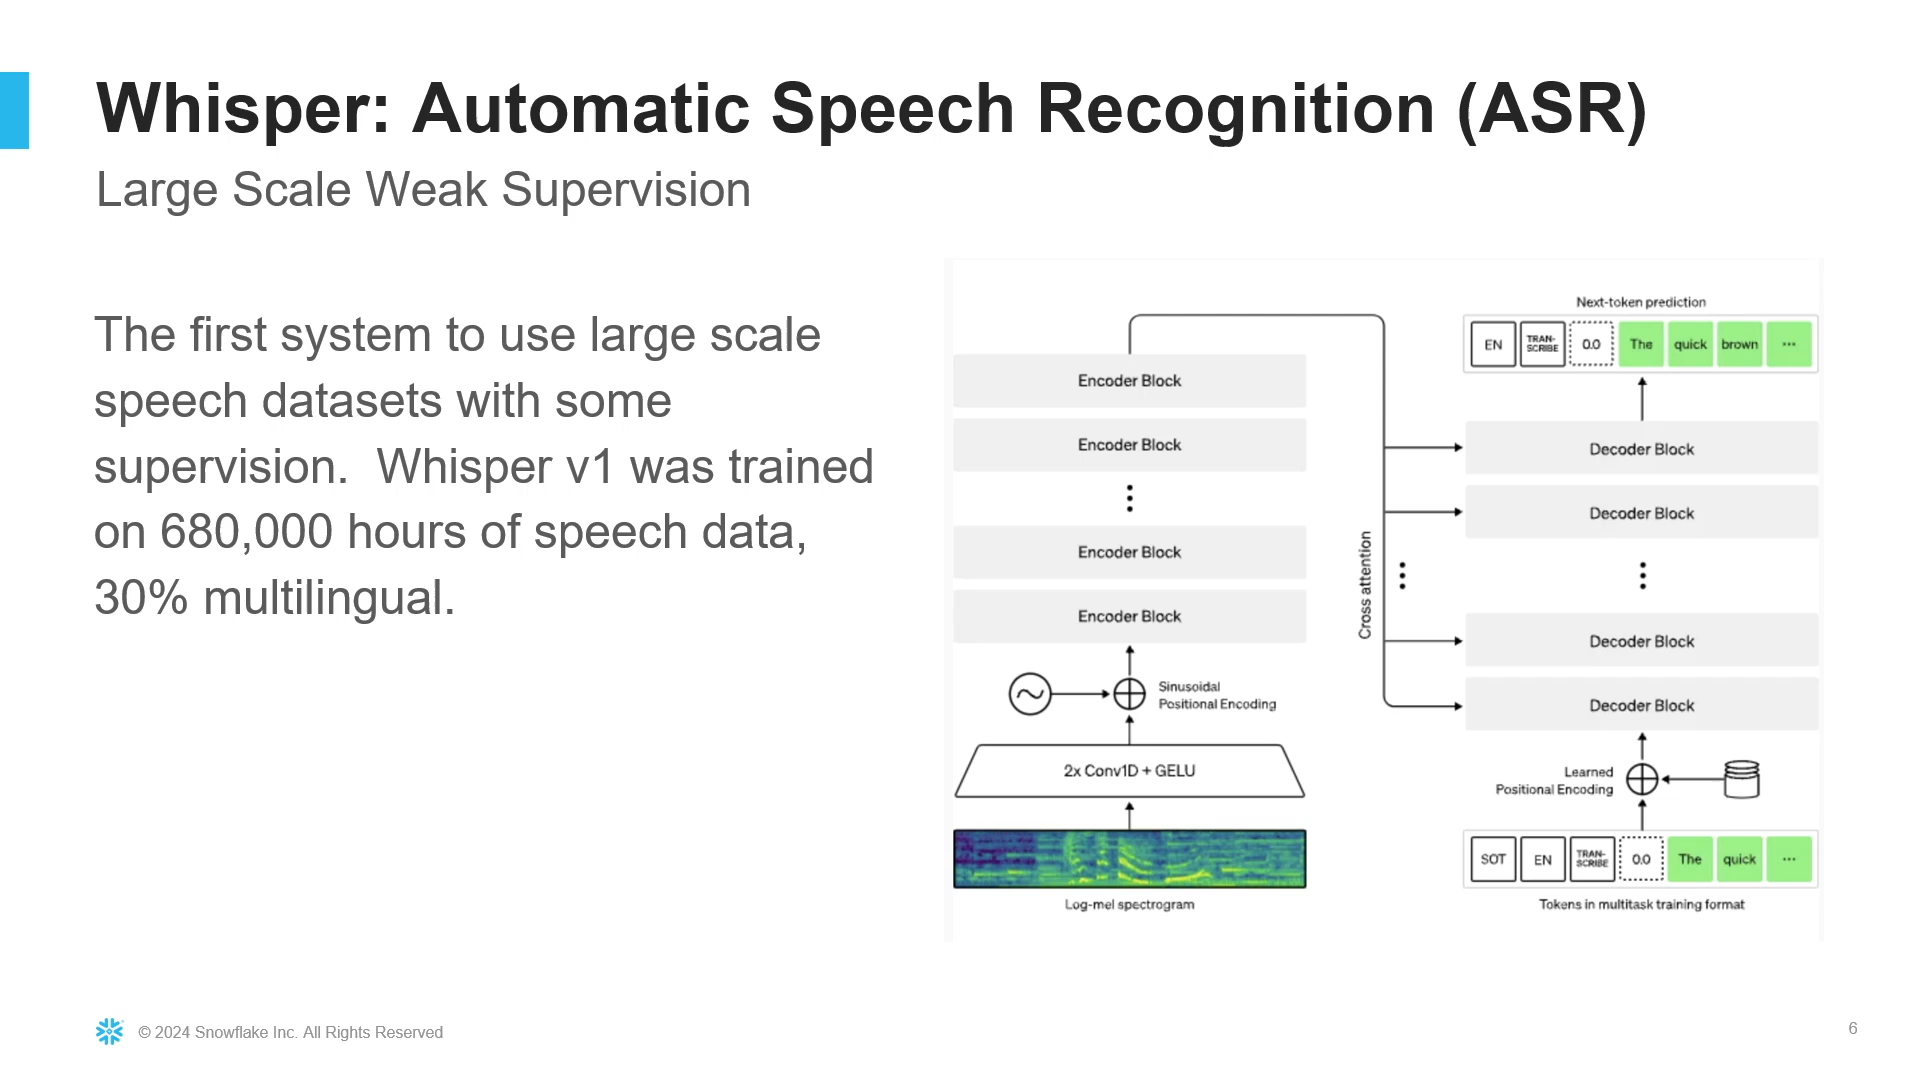 Whisper: Automatic Speech Recognition (ASR)
Large Scale Weak Supervision
The first system to use large scale
speech datasets with some
supervision.  Whisper v1 was trained
on 680,000 hours of speech data,
30% multilingual.
Encoder Block
Encoder Block
Encoder Block
Encoder Block
Sinusoidal
Positional Encoding
2x Conv1D + GELU
Log-mel spectrogram
Cross attention
Next-token prediction
EN TRAN-SCRIBE 0.0 The quick brown ...
Decoder Block
Decoder Block
Decoder Block
Decoder Block
Learned
Positional Encoding
SOT EN TRAN-SCRIBE 0.0 The quick ...
Tokens in multitask training format
© 2024 Snowflake Inc. All Rights Reserved
6